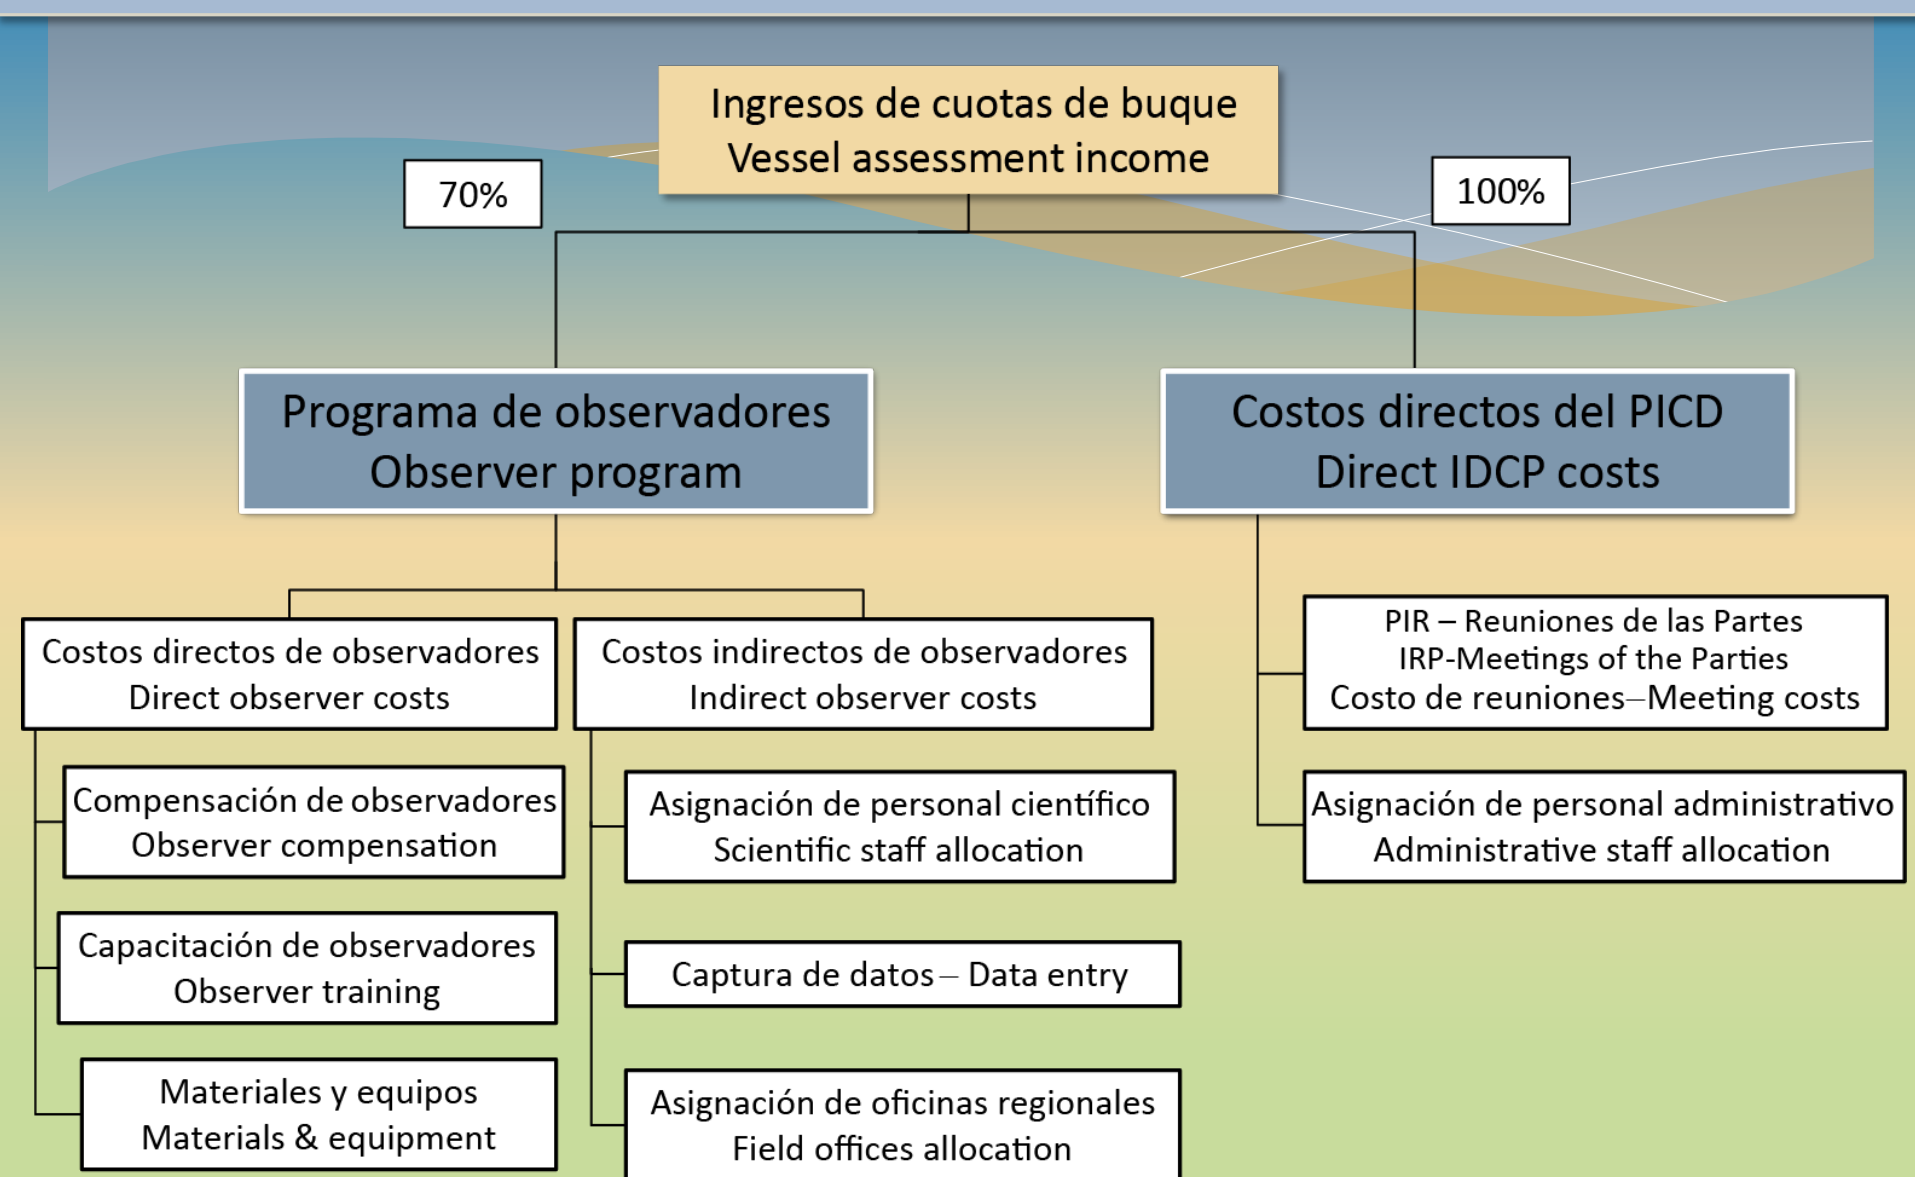 Ingresos de cuotas de buque
Vessel assessment income
70%
100%
Programa de observadores
Observer program
Costos directos del PICD
Direct IDCP costs
Costos directos de observadores
Direct observer costs
Costos indirectos de observadores
Indirect observer costs
PIR – Reuniones de las Partes
IRP-Meetings of the Parties
Costo de reuniones–Meeting costs
Compensación de observadores
Observer compensation
Asignación de personal científico
Scientific staff allocation
Asignación de personal administrativo
Administrative staff allocation
Capacitación de observadores
Observer training
Captura de datos – Data entry
Materiales y equipos
Materials & equipment
Asignación de oficinas regionales
Field offices allocation